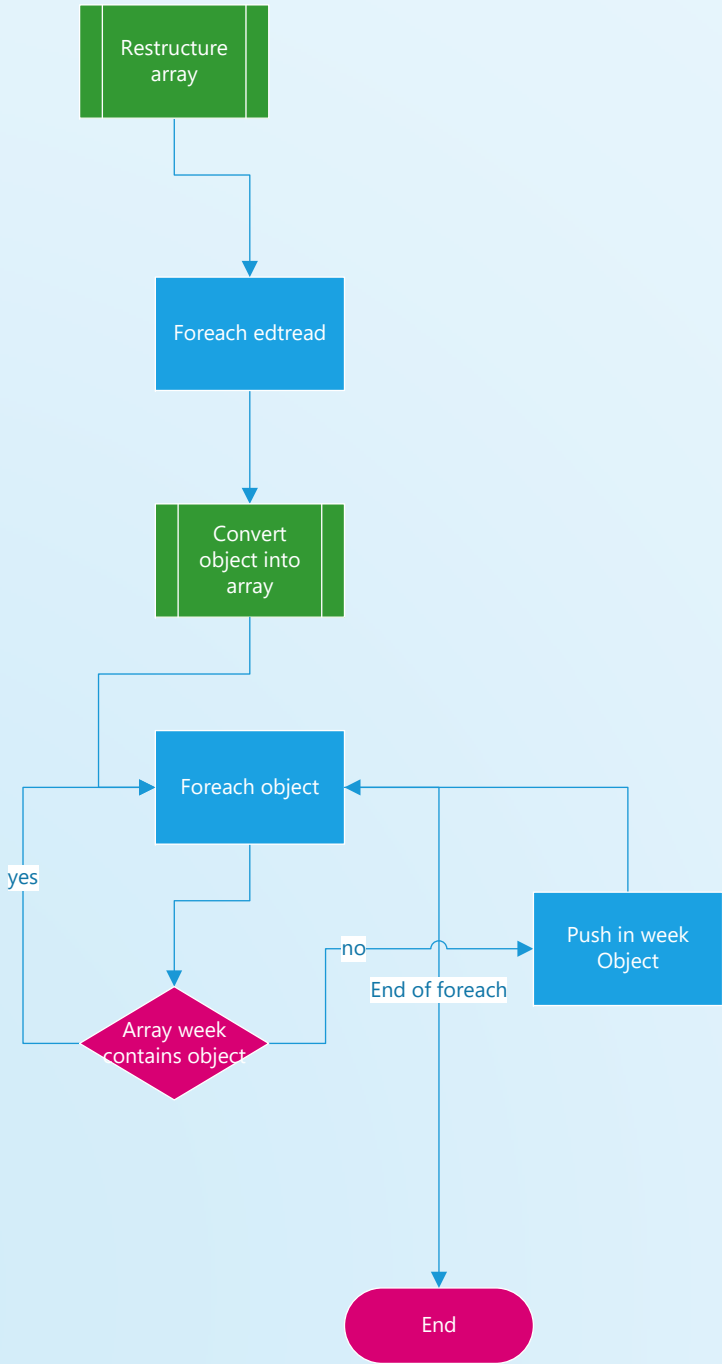 Restructure
array
Foreach edtread
Convert
object into
array
Foreach object
yes
no
Push in week
Object
End of foreach
Array week
contains object
End